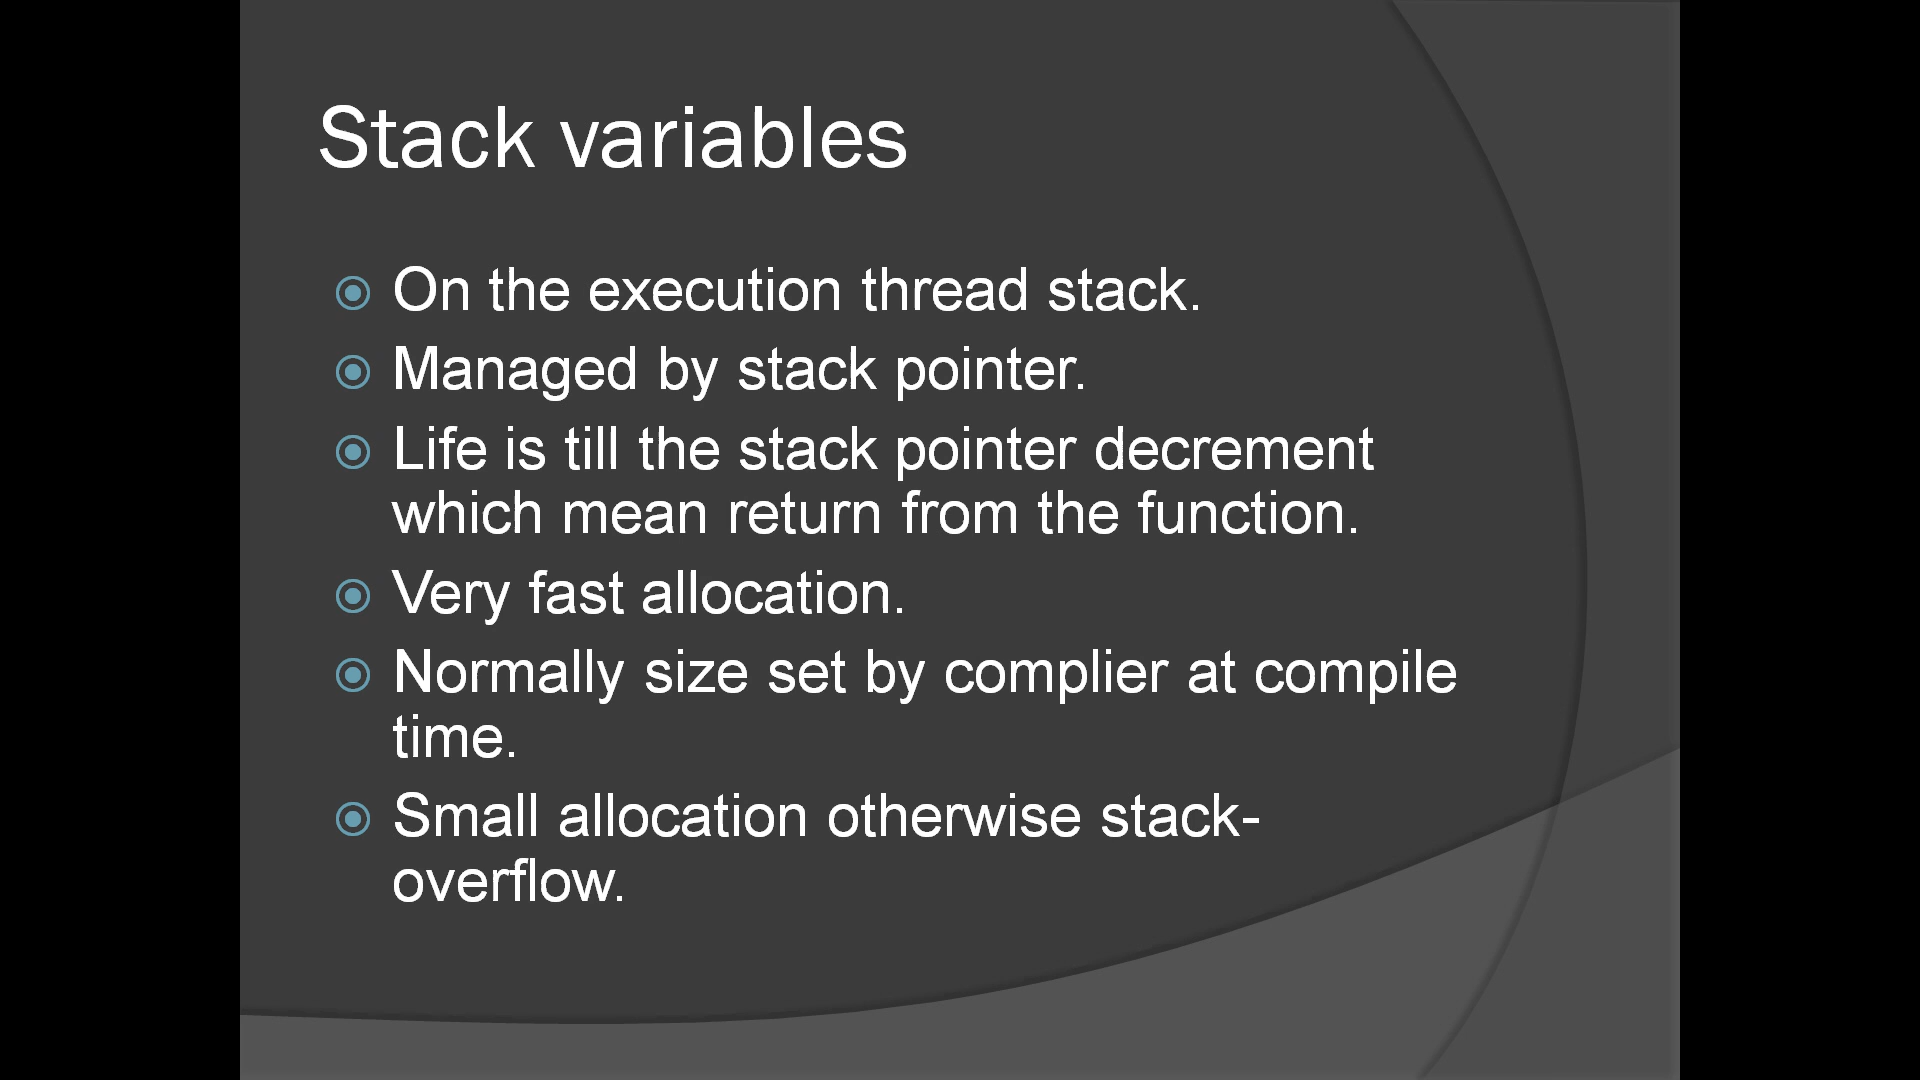 Stack variables
On the execution thread stack.
Managed by stack pointer.
Life is till the stack pointer decrement
which mean return from the function.
Very fast allocation.
Normally size set by complier at compile
time.
Small allocation otherwise stack-
overflow.